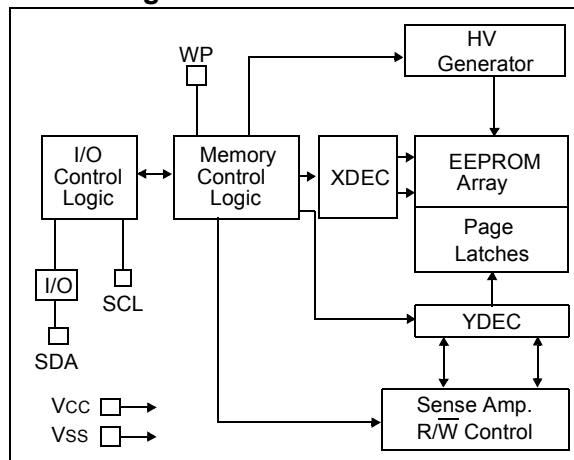 WP
HV
Generator
I/O
Control
Logic
Memory
Control
Logic
XDEC
EEPROM
Array
Page
Latches
I/O
SCL
SDA
YDEC
VCC
VSS
Sense Amp.
R/W̅ Control